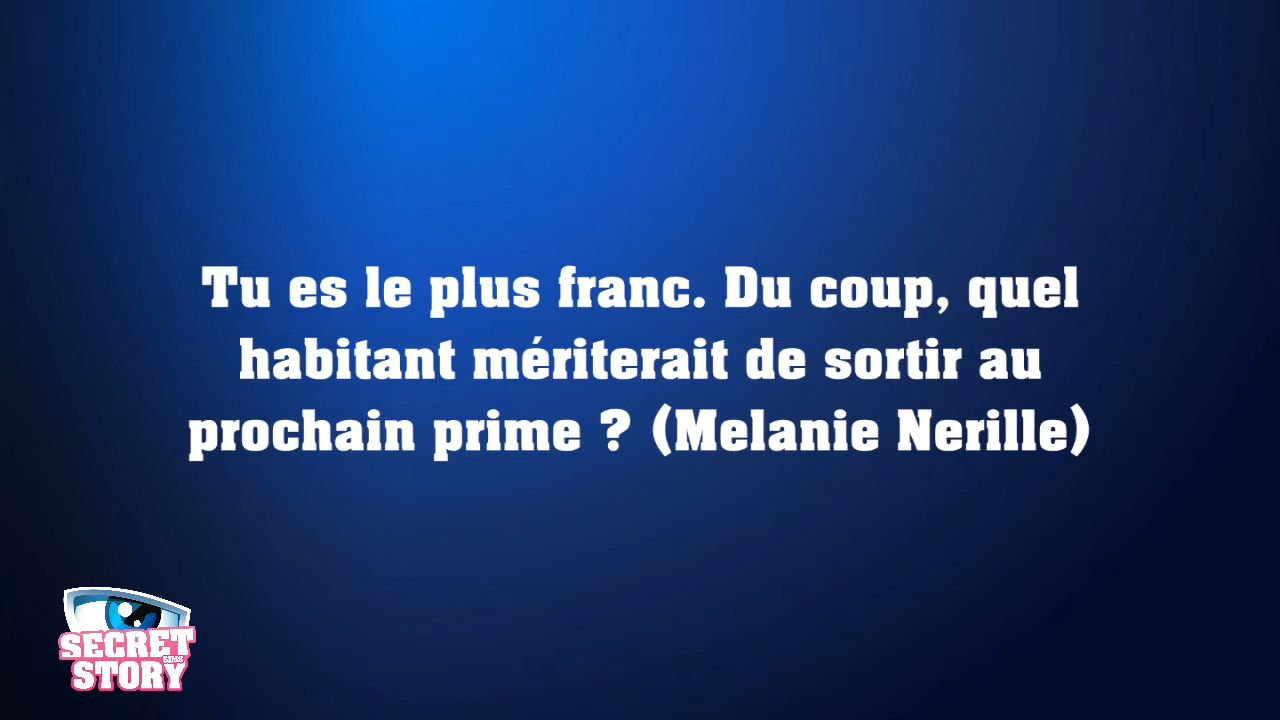 Tu es le plus franc. Du coup, quel
habitant mériterait de sortir au
prochain prime ? (Melanie Nerille)
SECRET
SIMS
STORY